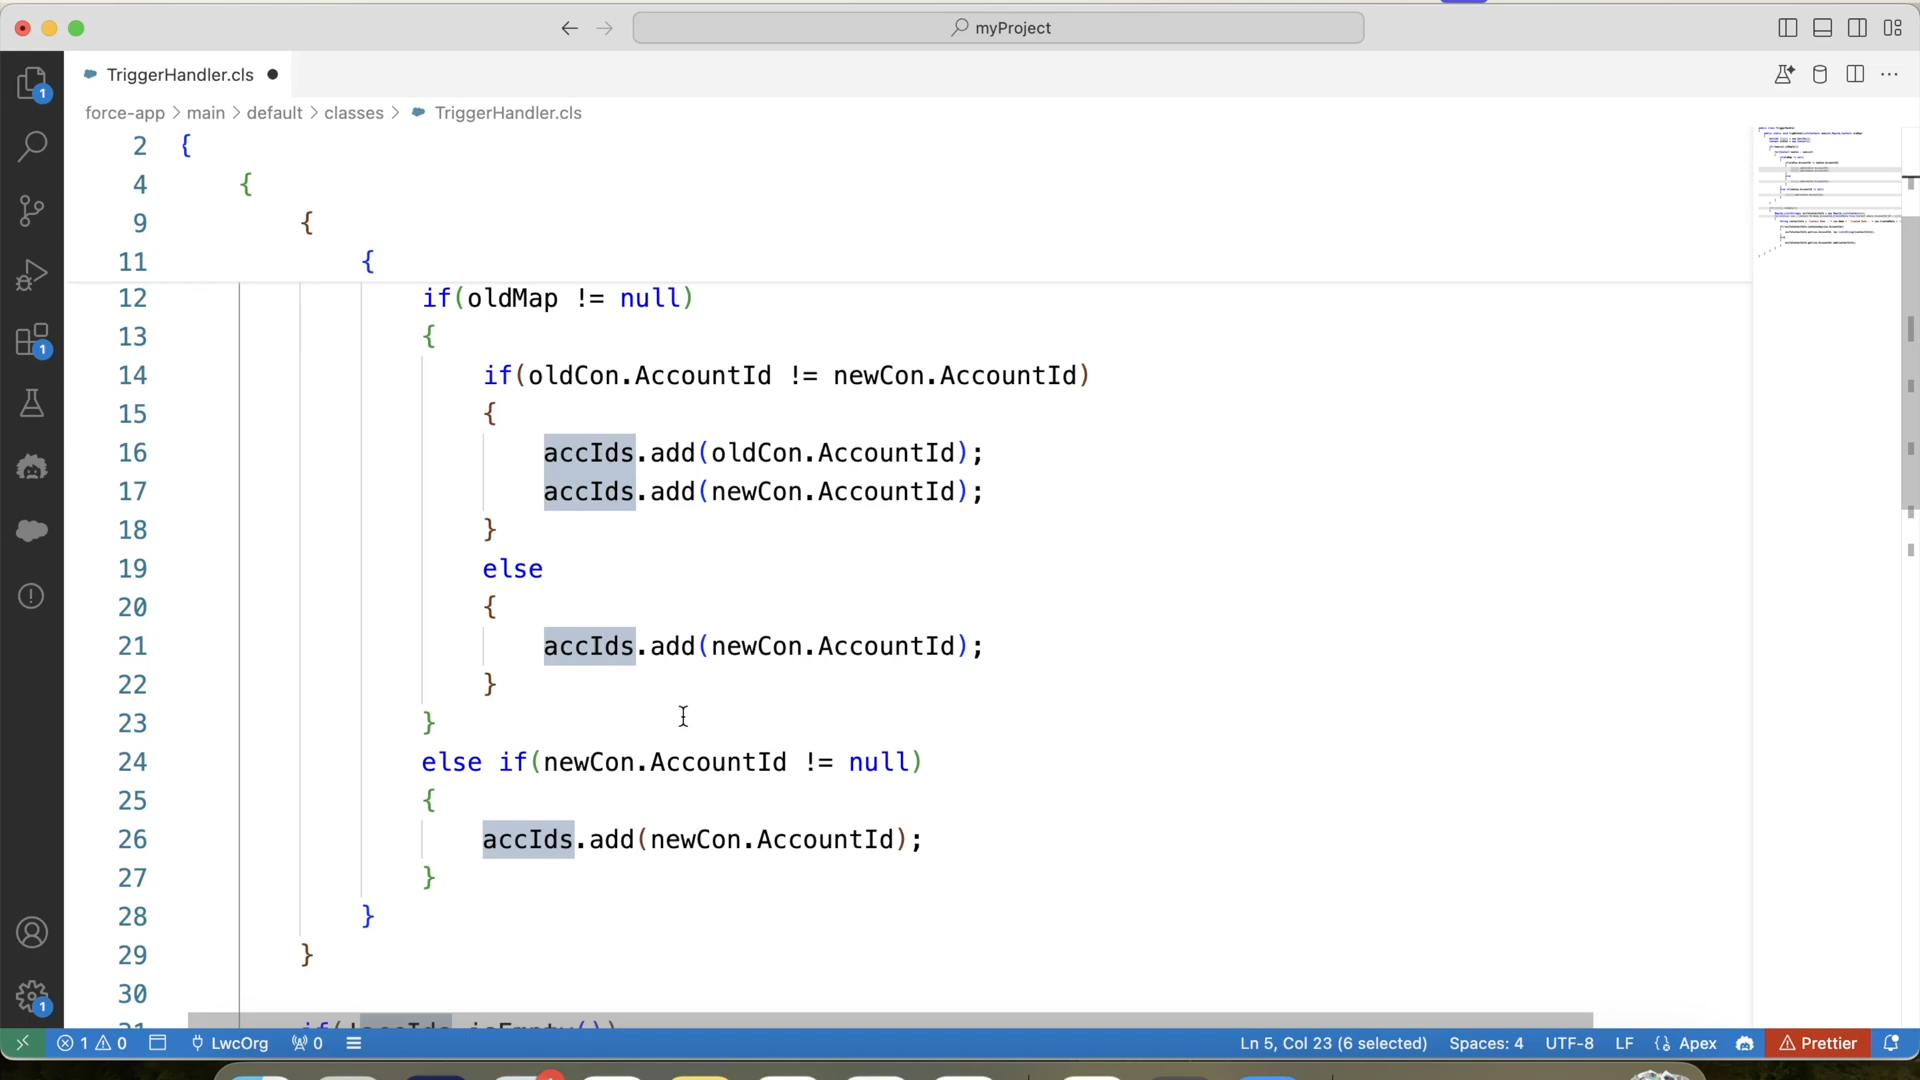 myProject
TriggerHandler.cls
force-app > main > default > classes > TriggerHandler.cls
2 {
4 {
9 {
11 {
12 if(oldMap != null)
13 {
14 if(oldCon.AccountId != newCon.AccountId)
15 {
16 accIds.add(oldCon.AccountId);
17 accIds.add(newCon.AccountId);
18 }
19 else
20 {
21 accIds.add(newCon.AccountId);
22 }
23 }
24 else if(newCon.AccountId != null)
25 {
26 accIds.add(newCon.AccountId);
27 }
28 }
29 }
30
31 if(!accIds.isEmpty())
1 0 LwcOrg 0 Ln 5, Col 23 (6 selected) Spaces: 4 UTF-8 LF Apex Prettier